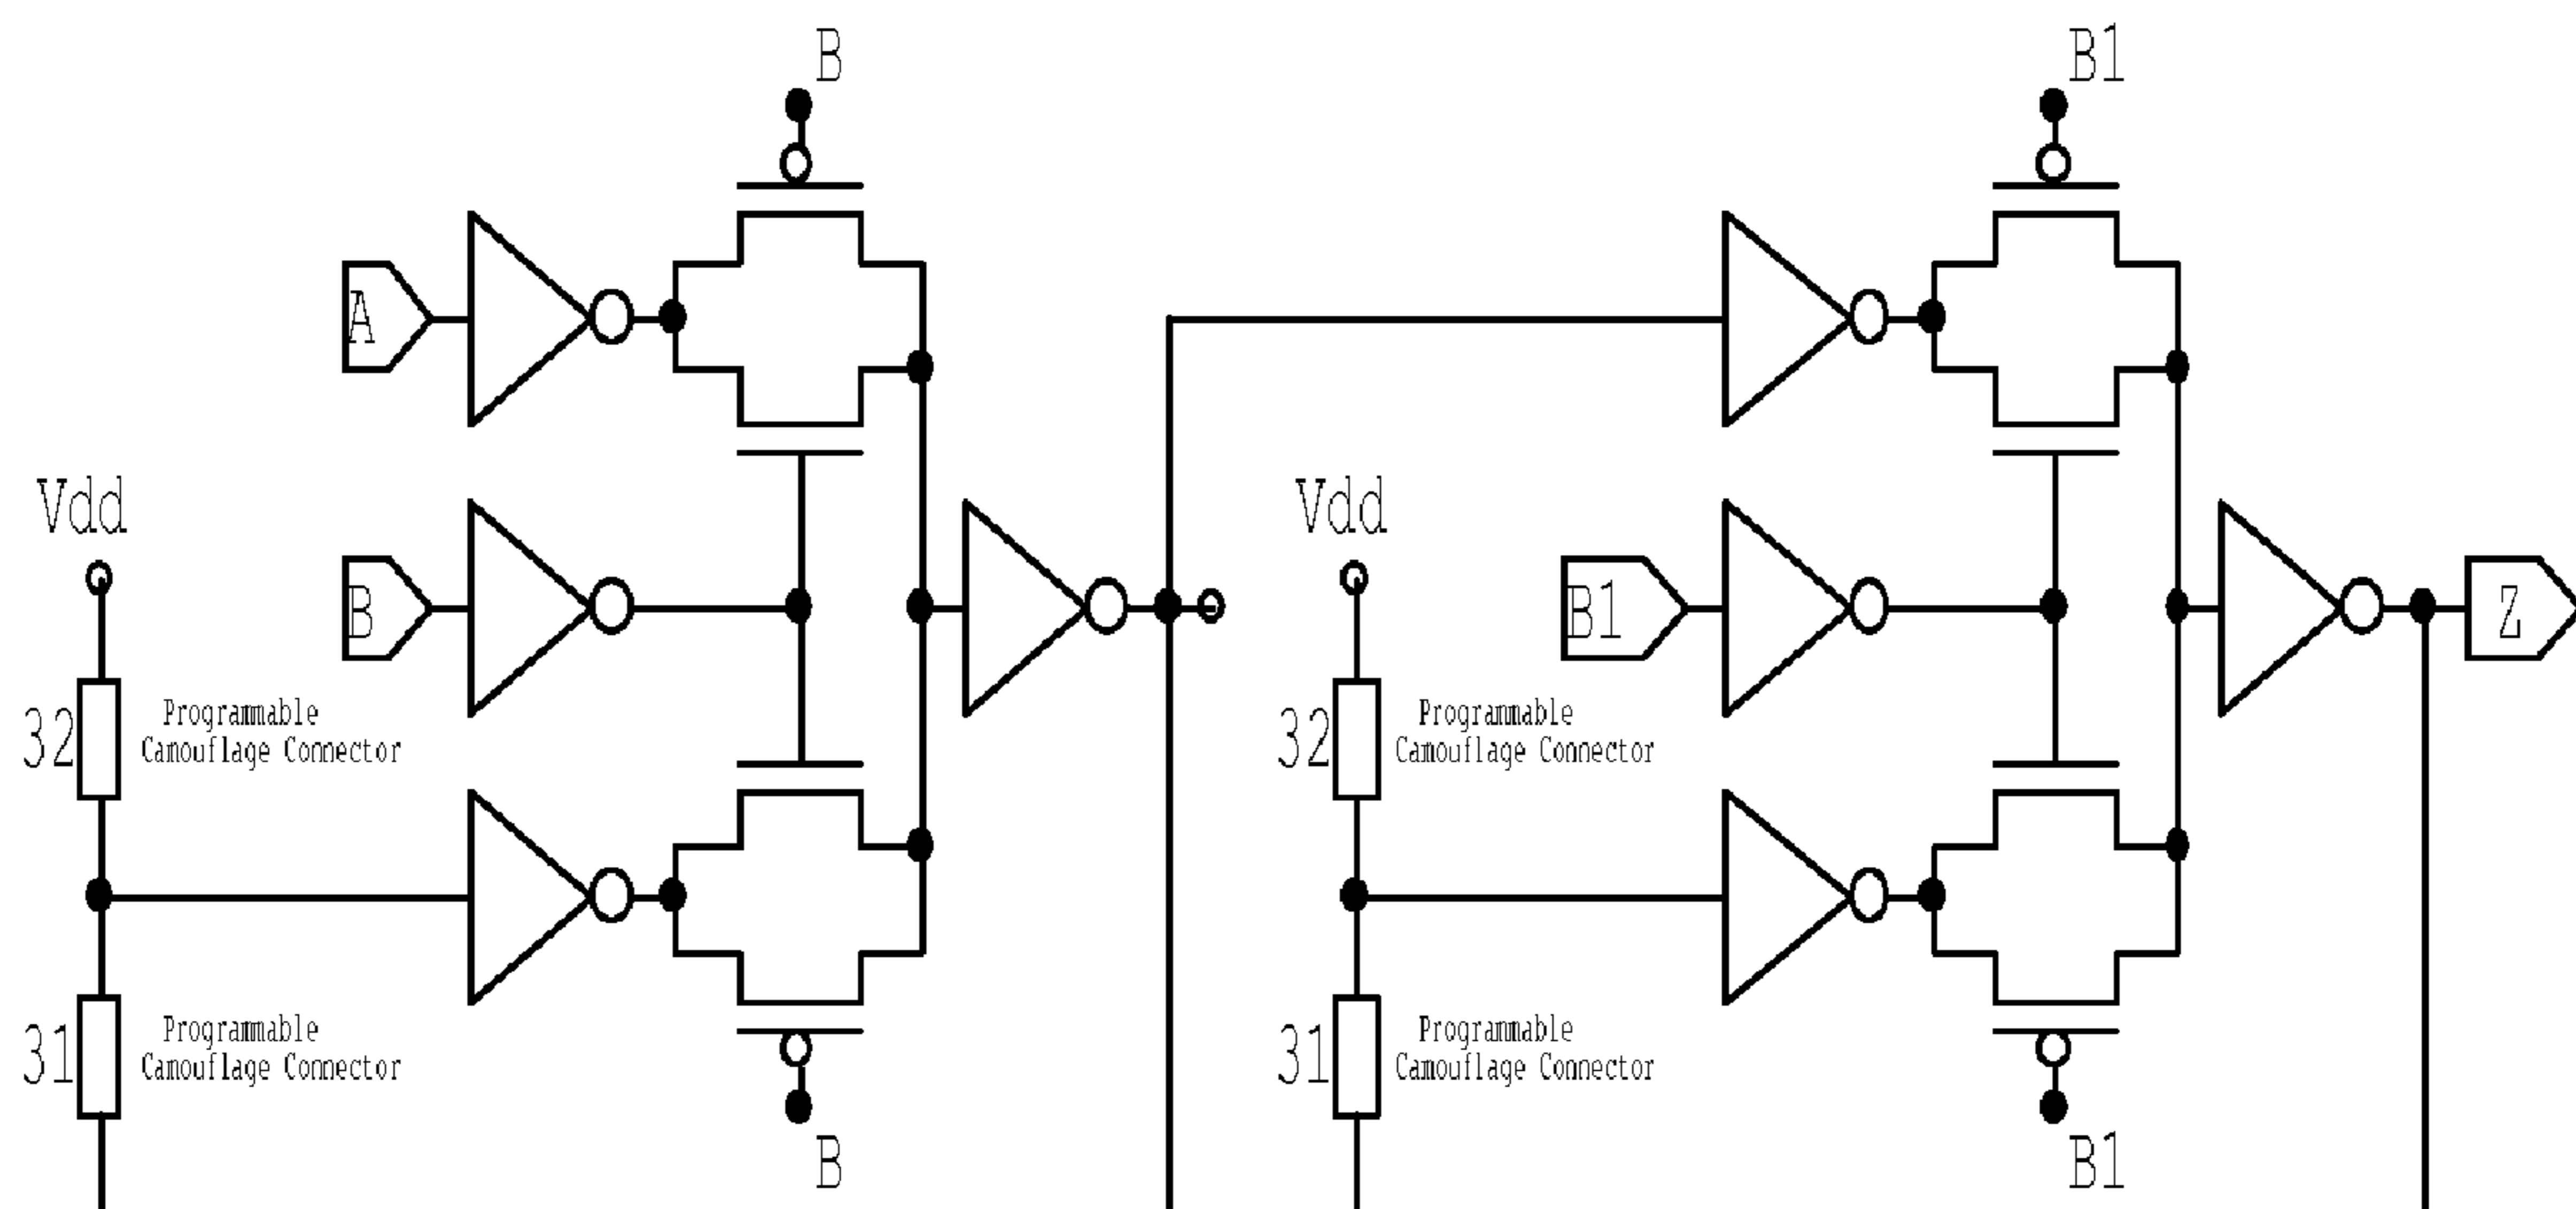 B
B1
A
Vdd
Vdd
B
B1
Z
32
Programmable
Camouflage Connector
32
Programmable
Camouflage Connector
31
Programmable
Camouflage Connector
31
Programmable
Camouflage Connector
B
B1